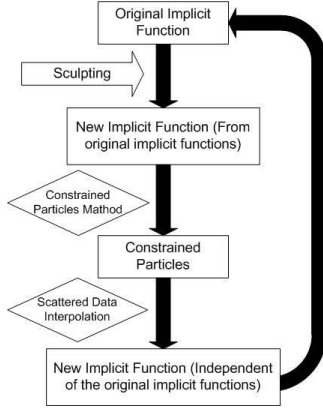 Original Implicit
Function
Sculpting
New Implicit Function (From
original implicit functions)
Constrained
Particles Mathod
Constrained
Particles
Scattered Data
Interpolation
New Implicit Function (Independent
of the original implicit functions)